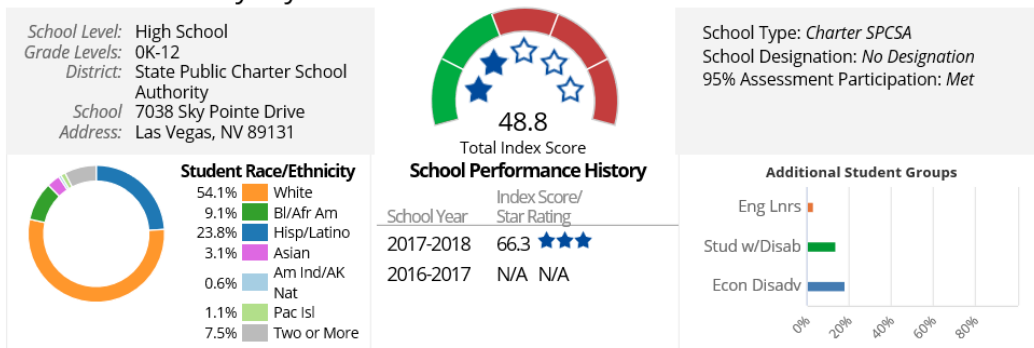 School Level: High School
Grade Levels: 0K-12
District: State Public Charter School
Authority
School 7038 Sky Pointe Drive
Address: Las Vegas, NV 89131
48.8
Total Index Score
School Type: Charter SPCSA
School Designation: No Designation
95% Assessment Participation: Met
Student Race/Ethnicity
54.1% White
9.1% Bl/Afr Am
23.8% Hisp/Latino
3.1% Asian
0.6% Am Ind/AK
Nat
1.1% Pac Isl
7.5% Two or More
School Performance History
School Year Index Score/
Star Rating
2017-2018 66.3
2016-2017 N/A N/A
Additional Student Groups
Eng Lnrs
Stud w/Disab
Econ Disadv
0% 20% 40% 60% 80%